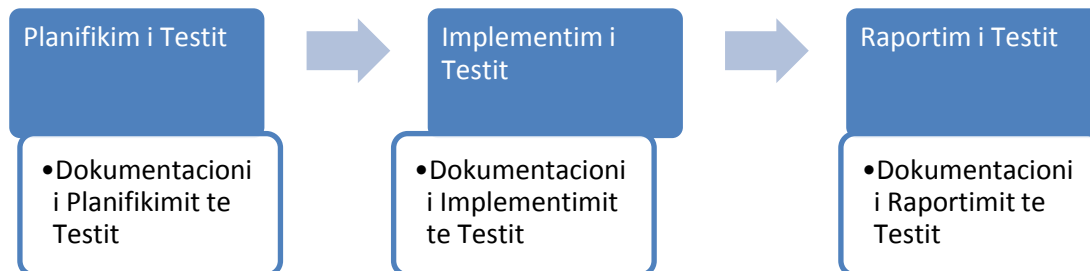 Planifikim i Testit
•Dokumentacioni
i Planifikimit te
Testit
Implementim i
Testit
•Dokumentacioni
i Implementimit
te Testit
Raportim i Testit
•Dokumentacioni
i Raportimit te
Testit